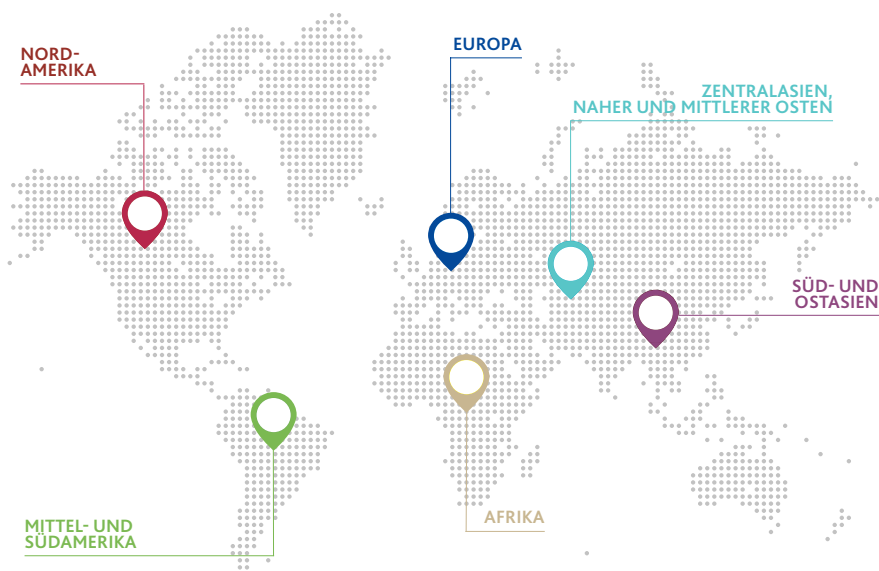 NORD-
AMERIKA
EUROPA
ZENTRALASIEN,
NAHER UND MITTLERER OSTEN
SÜD- UND
OSTASIEN
AFRIKA
MITTEL- UND
SÜDAMERIKA